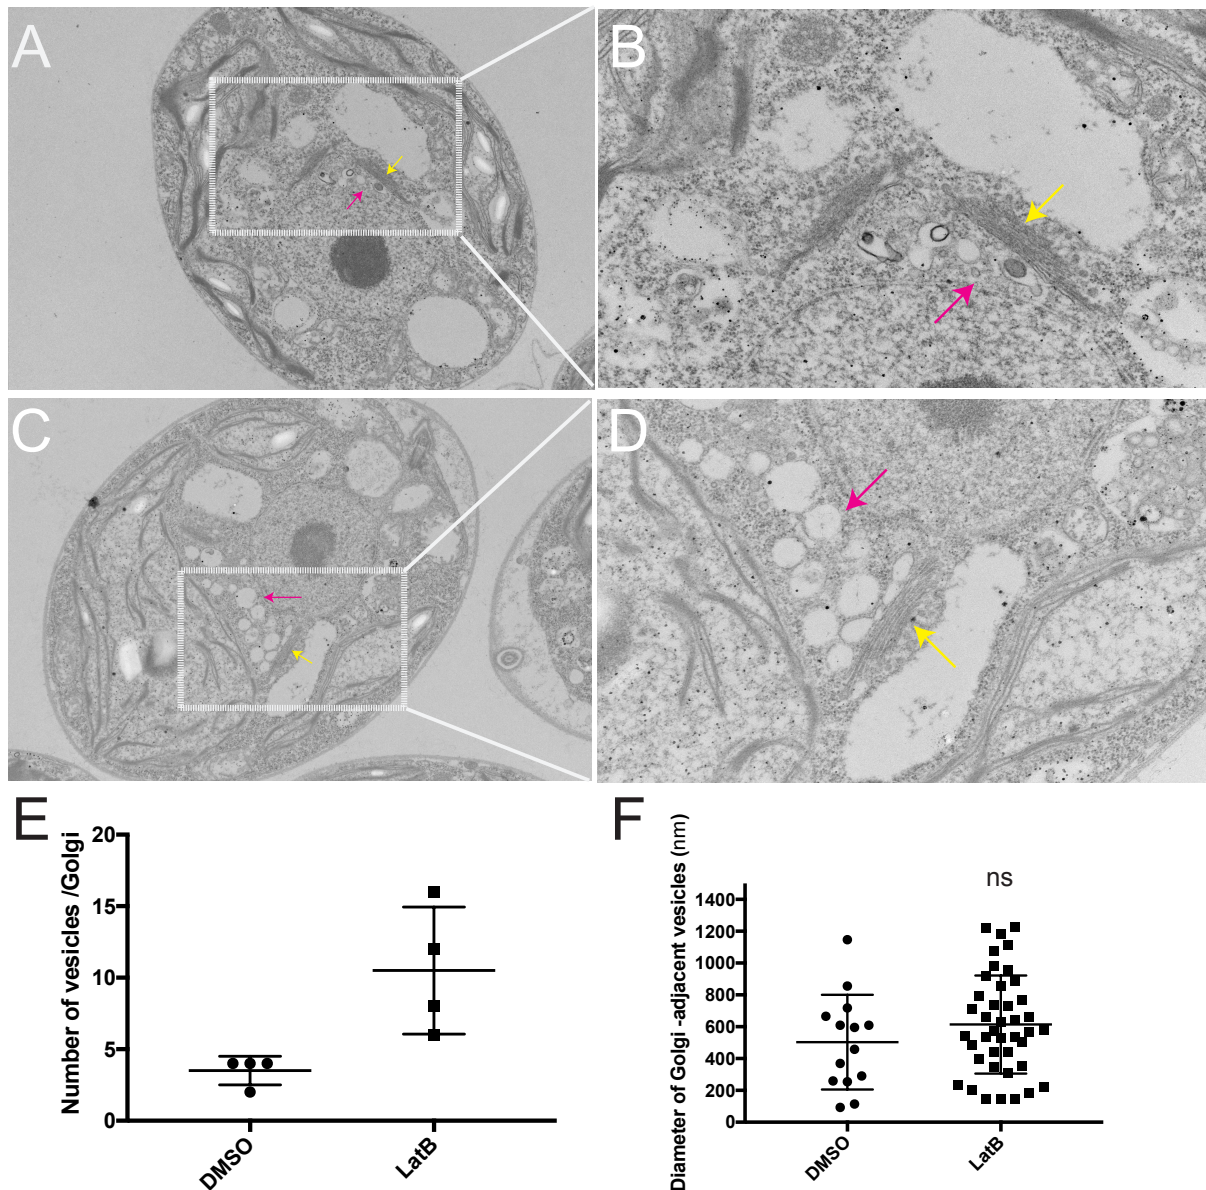 A
B
C
D
E
Number of vesicles /Golgi
20
15
10
5
0
DMSO
LatB
F
Diameter of Golgi -adjacent vesicles (nm)
ns
1400
1200
1000
800
600
400
200
0
DMSO
LatB